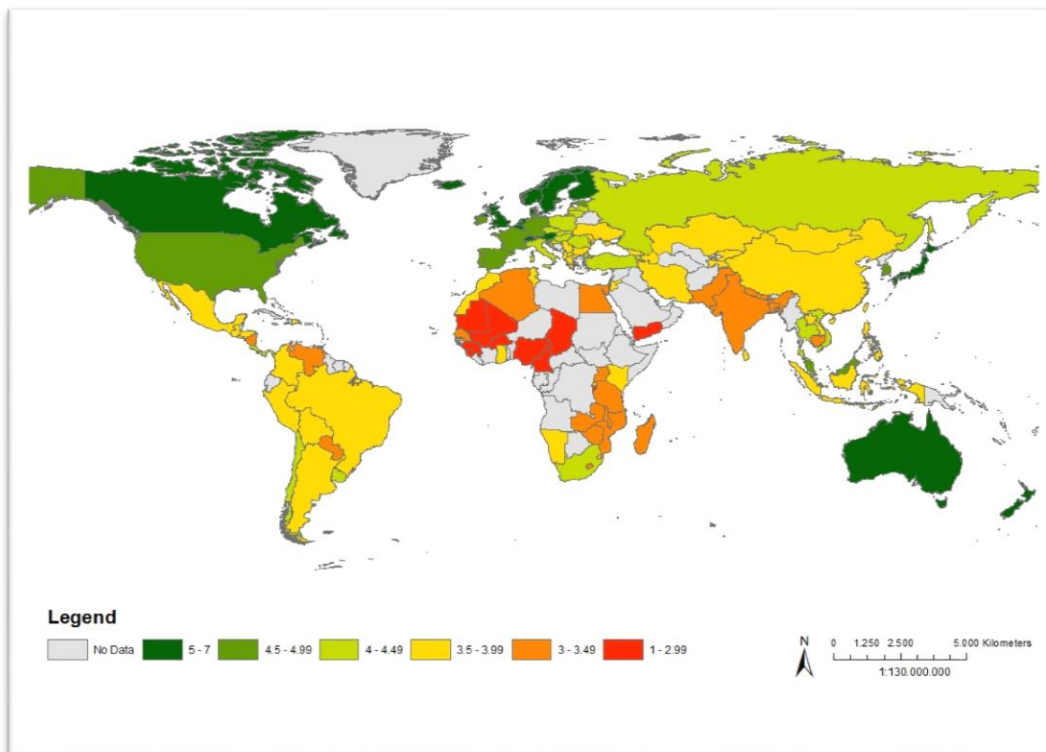 Legend
No Data
5 - 7
4.5 - 4.99
4 - 4.49
3.5 - 3.99
3 - 3.49
1 - 2.99
N
0 1.250 2.500 5.000 Kilometers
1:130.000.000